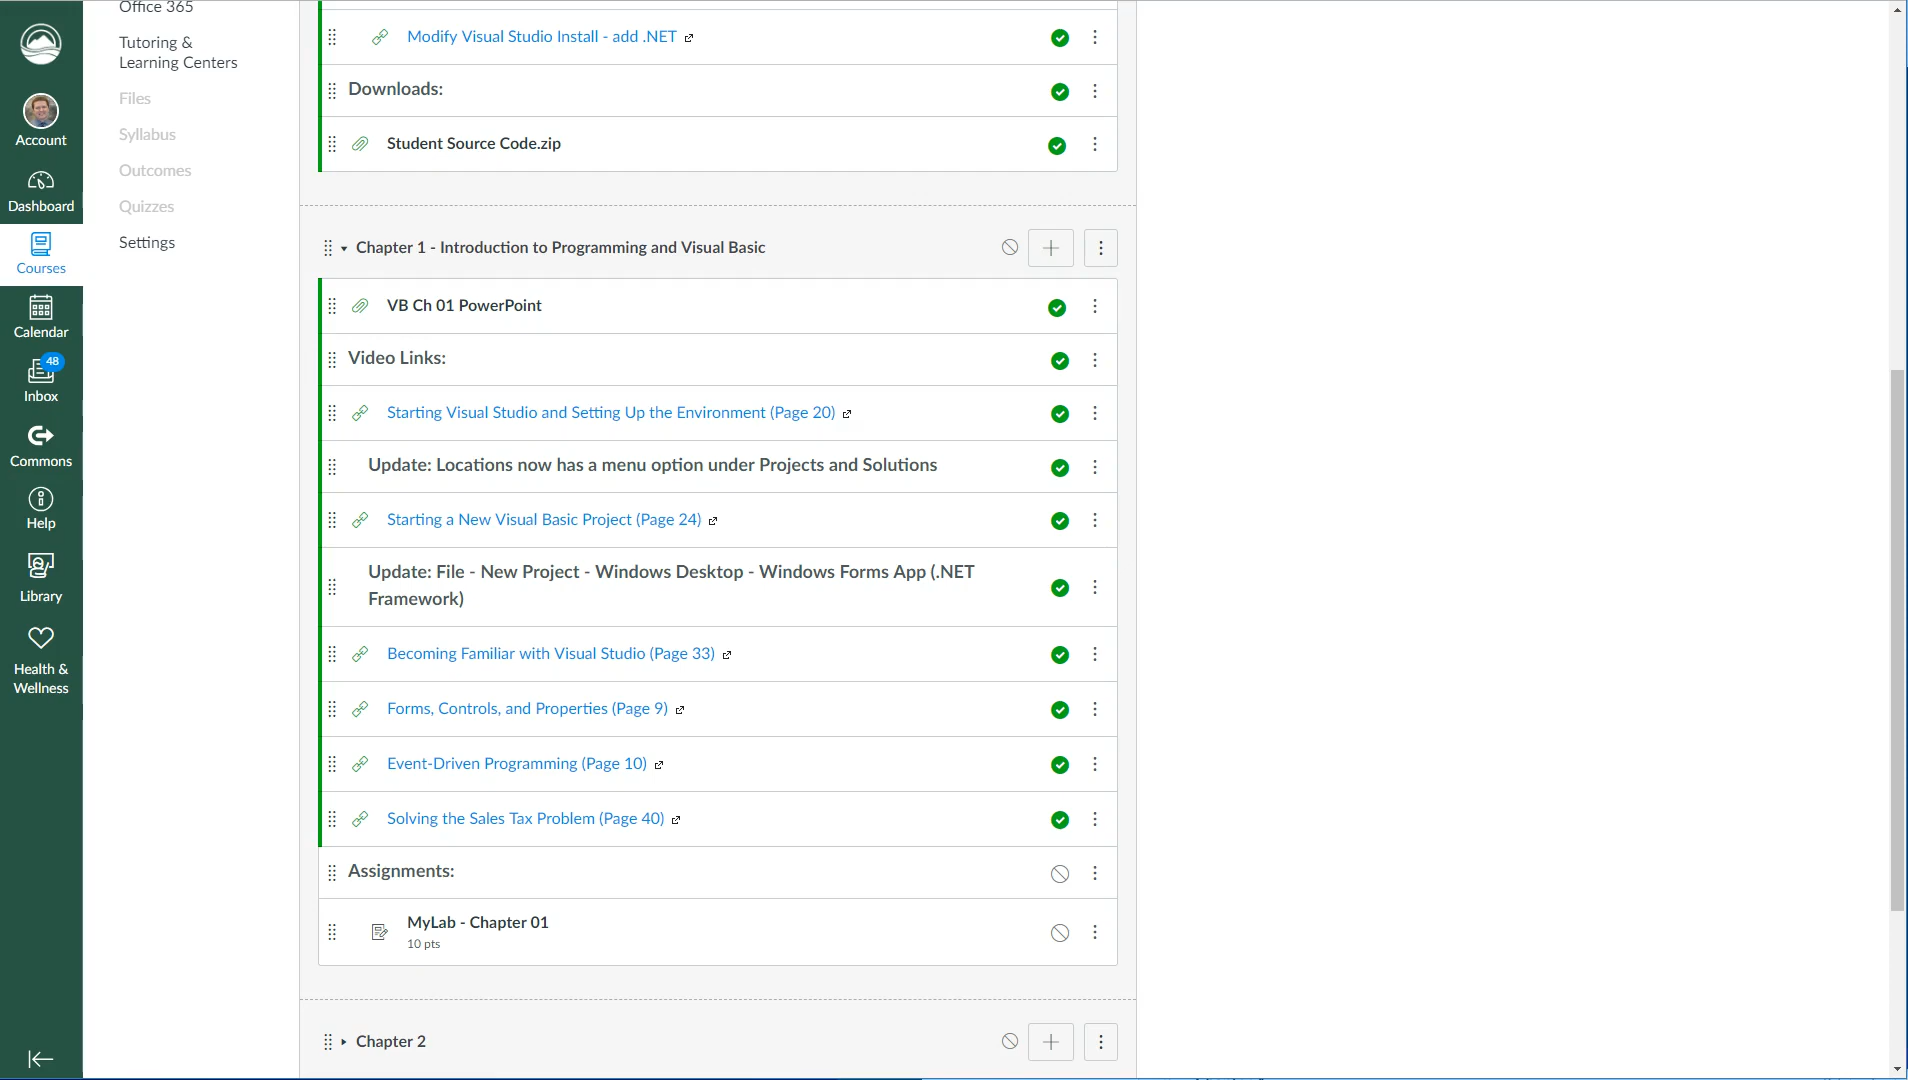 Account
Dashboard
Courses
Calendar
48
Inbox
Commons
Help
Library
Health &
Wellness
Office 365
Tutoring &
Learning Centers
Files
Syllabus
Outcomes
Quizzes
Settings
Modify Visual Studio Install - add .NET
Downloads:
Student Source Code.zip
Chapter 1 - Introduction to Programming and Visual Basic
VB Ch 01 PowerPoint
Video Links:
Starting Visual Studio and Setting Up the Environment (Page 20)
Update: Locations now has a menu option under Projects and Solutions
Starting a New Visual Basic Project (Page 24)
Update: File - New Project - Windows Desktop - Windows Forms App (.NET
Framework)
Becoming Familiar with Visual Studio (Page 33)
Forms, Controls, and Properties (Page 9)
Event-Driven Programming (Page 10)
Solving the Sales Tax Problem (Page 40)
Assignments:
MyLab - Chapter 01
10 pts
Chapter 2